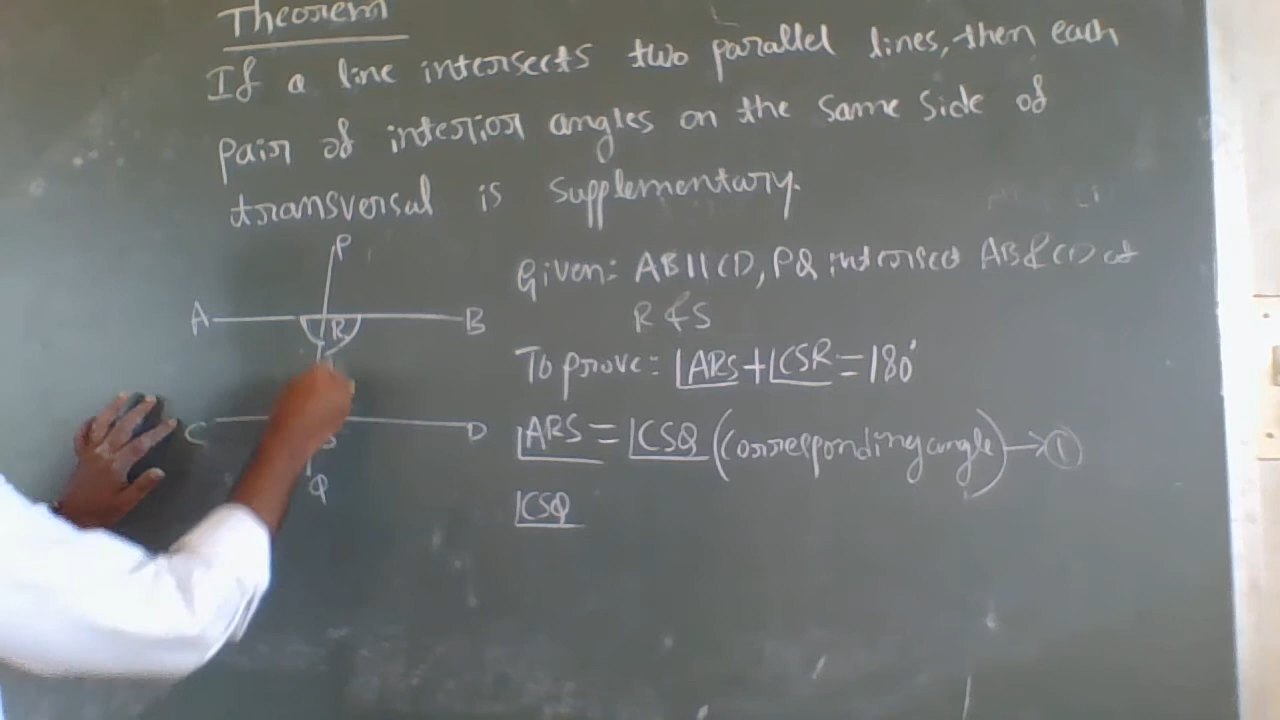 Theorem
If a line intersects two parallel lines, then each
pair of interior angles on the same side of
transversal is supplementary.
P
A R B
C S D
Q
Given: AB||CD, PQ intersect AB & CD at
R & S
To prove: ∠ARS + ∠CSR = 180°
∠ARS = ∠CSQ (corresponding angle) → ①
∠CSQ